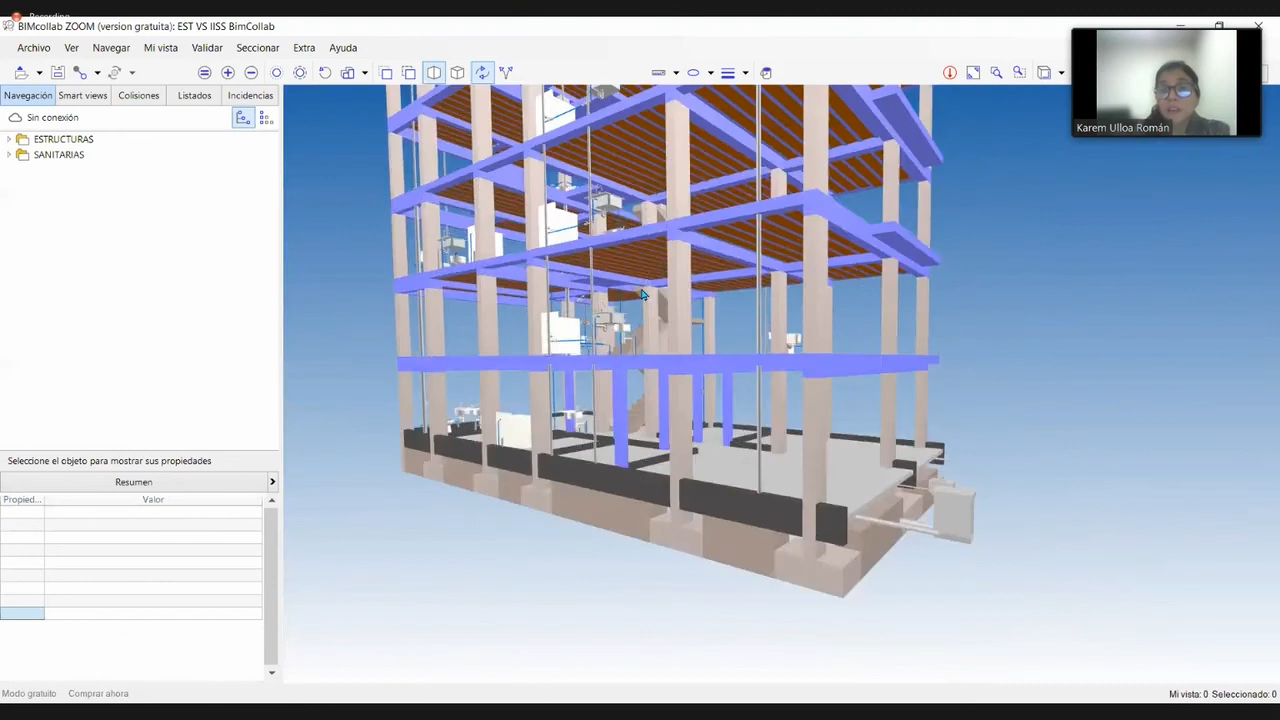 Recording
BIMcollab ZOOM (version gratuita): EST VS IISS BimCollab
Archivo Ver Navegar Mi vista Validar Seccionar Extra Ayuda
Navegación Smart views Colisiones Listados Incidencias
Karem Ulloa Román
Sin conexión
ESTRUCTURAS
SANITARIAS
Seleccione el objeto para mostrar sus propiedades
Resumen
Propied... Valor
Modo gratuito Comprar ahora
Mi vista: 0 Seleccionado: 0